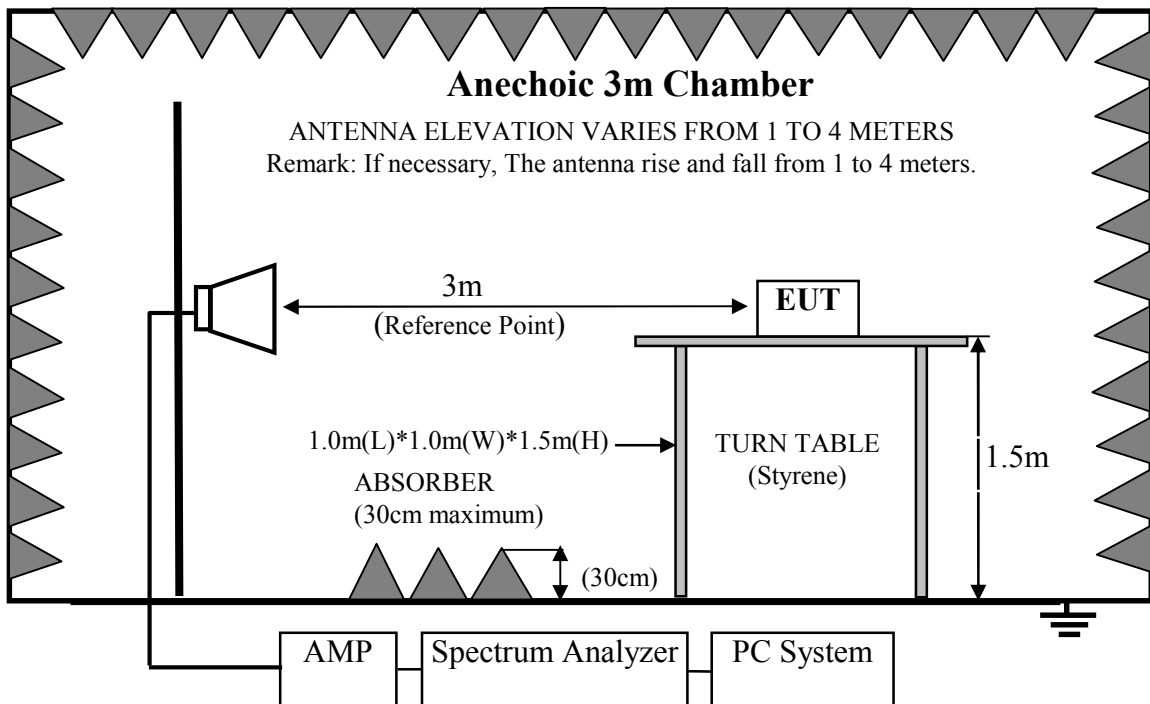 Anechoic 3m Chamber
ANTENNA ELEVATION VARIES FROM 1 TO 4 METERS
Remark: If necessary, The antenna rise and fall from 1 to 4 meters.
3m
(Reference Point)
EUT
1.0m(L)*1.0m(W)*1.5m(H)
TURN TABLE
(Styrene)
1.5m
ABSORBER
(30cm maximum)
(30cm)
AMP
Spectrum Analyzer
PC System